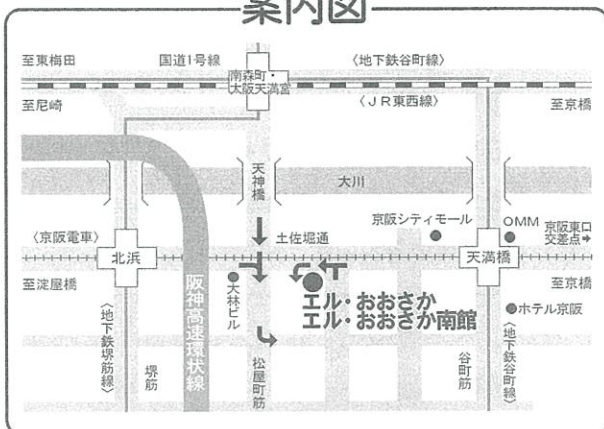 案内図
至東梅田
国道1号線
〈地下鉄谷町線〉
南森町・
大阪天満宮
至尼崎
〈JR東西線〉
至京橋
天神橋
大川
京阪シティモール
OMM
京阪東口
交差点➡
〈京阪電車〉
土佐堀通
北浜
天満橋
至淀屋橋
至京橋
阪神高速環状線
大林ビル
エル・おおさか
エル・おおさか南館
ホテル京阪
〈地下鉄堺筋線〉
堺筋
松屋町筋
谷町筋
〈地下鉄谷町線〉